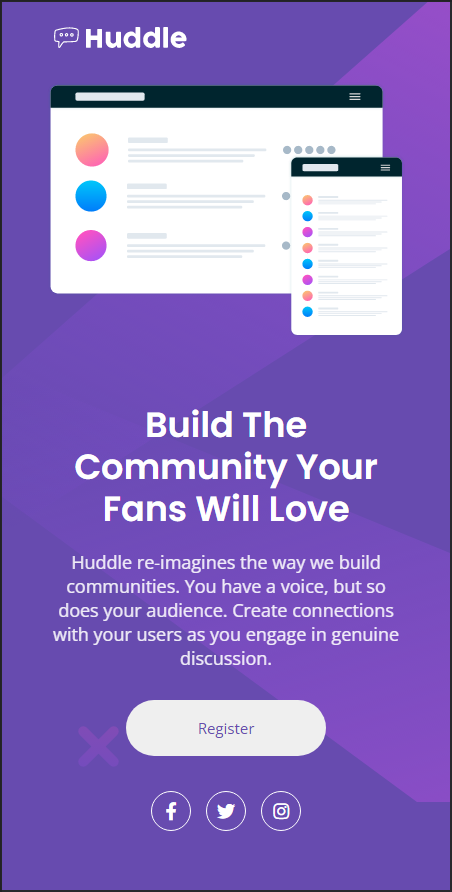 Huddle
Build The
Community Your
Fans Will Love
Huddle re-imagines the way we build
communities. You have a voice, but so
does your audience. Create connections
with your users as you engage in genuine
discussion.
Register